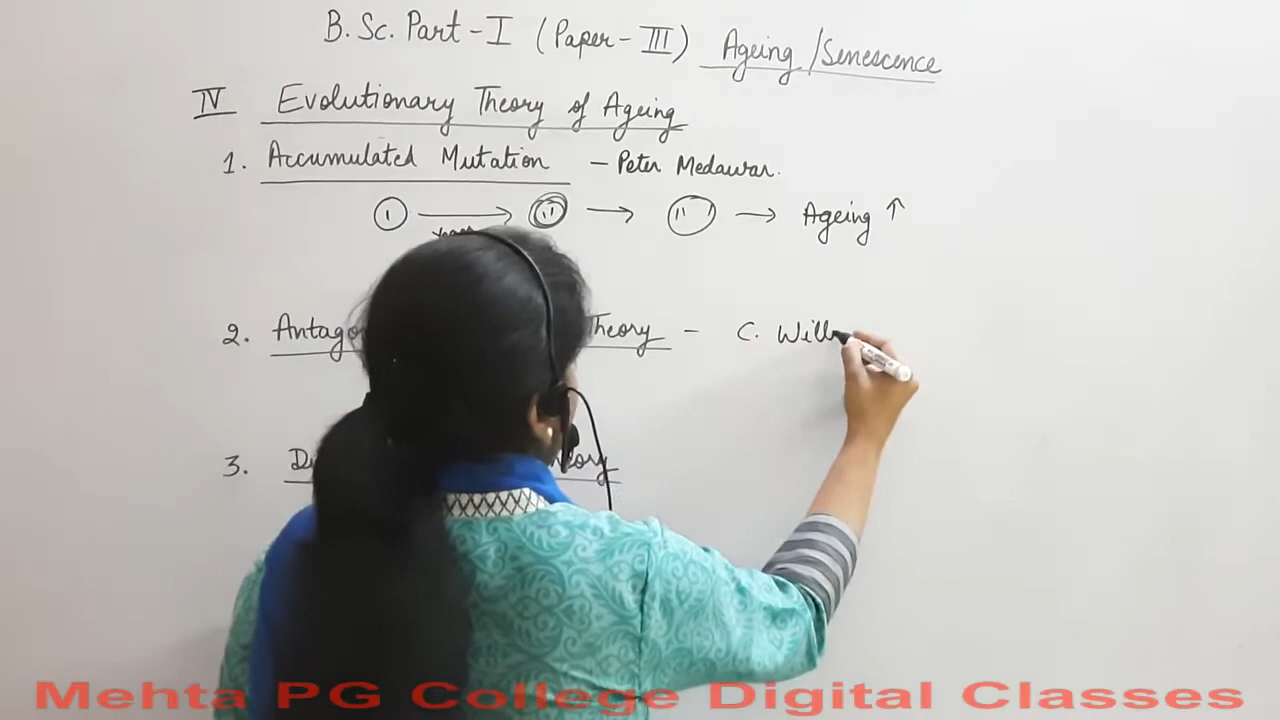 B. Sc. Part - I (Paper - III) Ageing / Senescence
IV Evolutionary Theory of Ageing
1. Accumulated Mutation - Peter Medawar.
Ageing ↑
2. Antago Theory - C. Will
3.
Mehta PG College Digital Classes